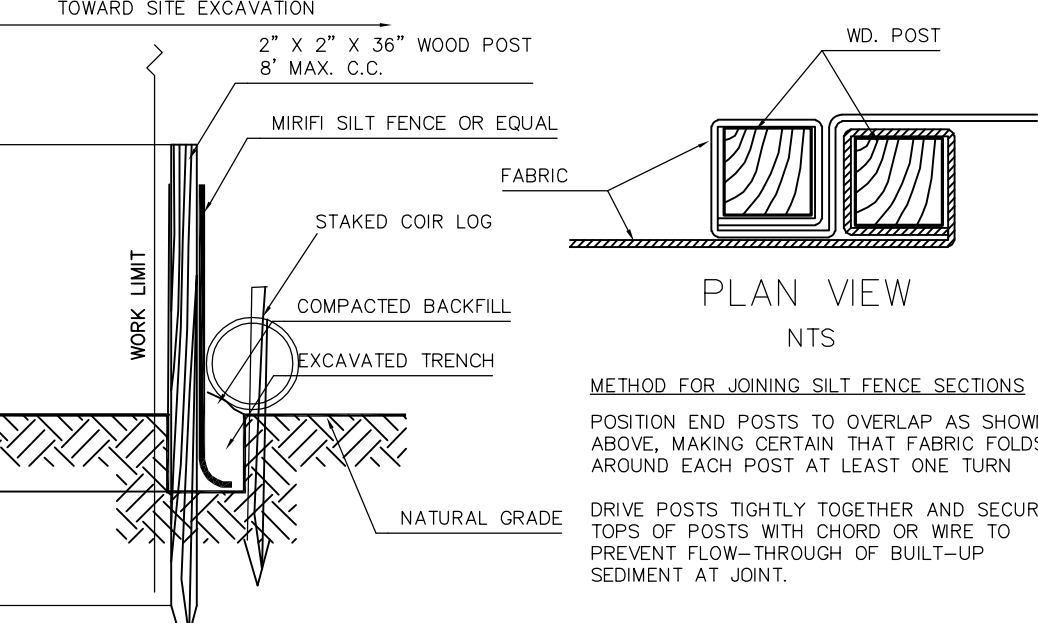 TOWARD SITE EXCAVATION
2" X 2" X 36" WOOD POST
8' MAX. C.C.
MIRIFI SILT FENCE OR EQUAL
STAKED COIR LOG
WORK LIMIT
COMPACTED BACKFILL
EXCAVATED TRENCH
NATURAL GRADE
WD. POST
FABRIC
PLAN VIEW
NTS
METHOD FOR JOINING SILT FENCE SECTIONS
POSITION END POSTS TO OVERLAP AS SHOWN
ABOVE, MAKING CERTAIN THAT FABRIC FOLDS
AROUND EACH POST AT LEAST ONE TURN
DRIVE POSTS TIGHTLY TOGETHER AND SECUR
TOPS OF POSTS WITH CHORD OR WIRE TO
PREVENT FLOW–THROUGH OF BUILT–UP
SEDIMENT AT JOINT.